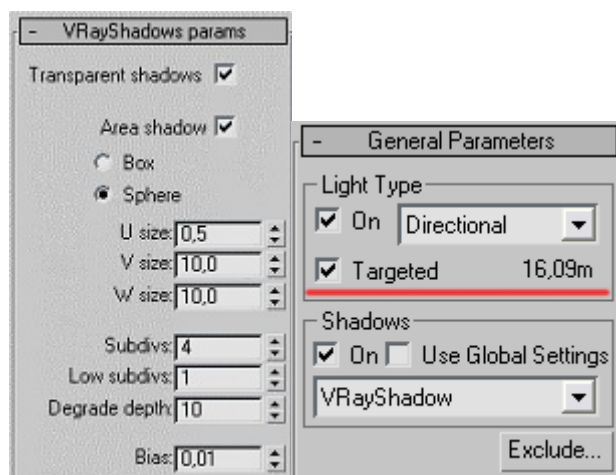 VRayShadows params
Transparent shadows
Area shadow
Box
Sphere
U size: 0,5
V size: 10,0
W size: 10,0
Subdivs: 4
Low subdivs: 1
Degrade depth: 10
Bias: 0,01
General Parameters
Light Type
On Directional
Targeted 16,09m
Shadows
On Use Global Settings
VRayShadow
Exclude...